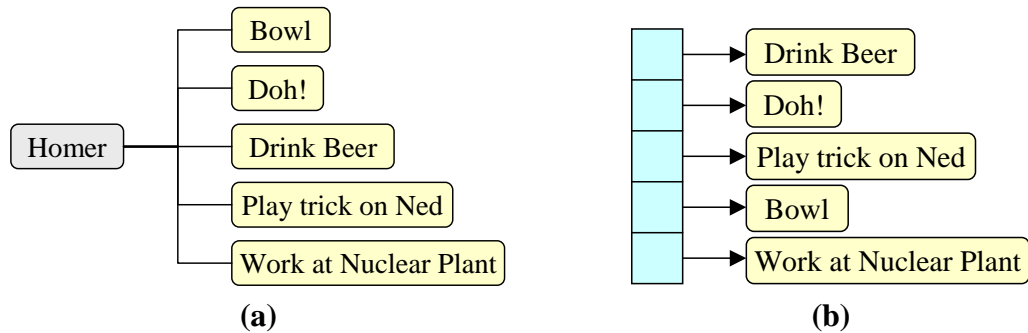 Bowl
Doh!
Homer
Drink Beer
Play trick on Ned
Work at Nuclear Plant
(a)
Drink Beer
Doh!
Play trick on Ned
Bowl
Work at Nuclear Plant
(b)